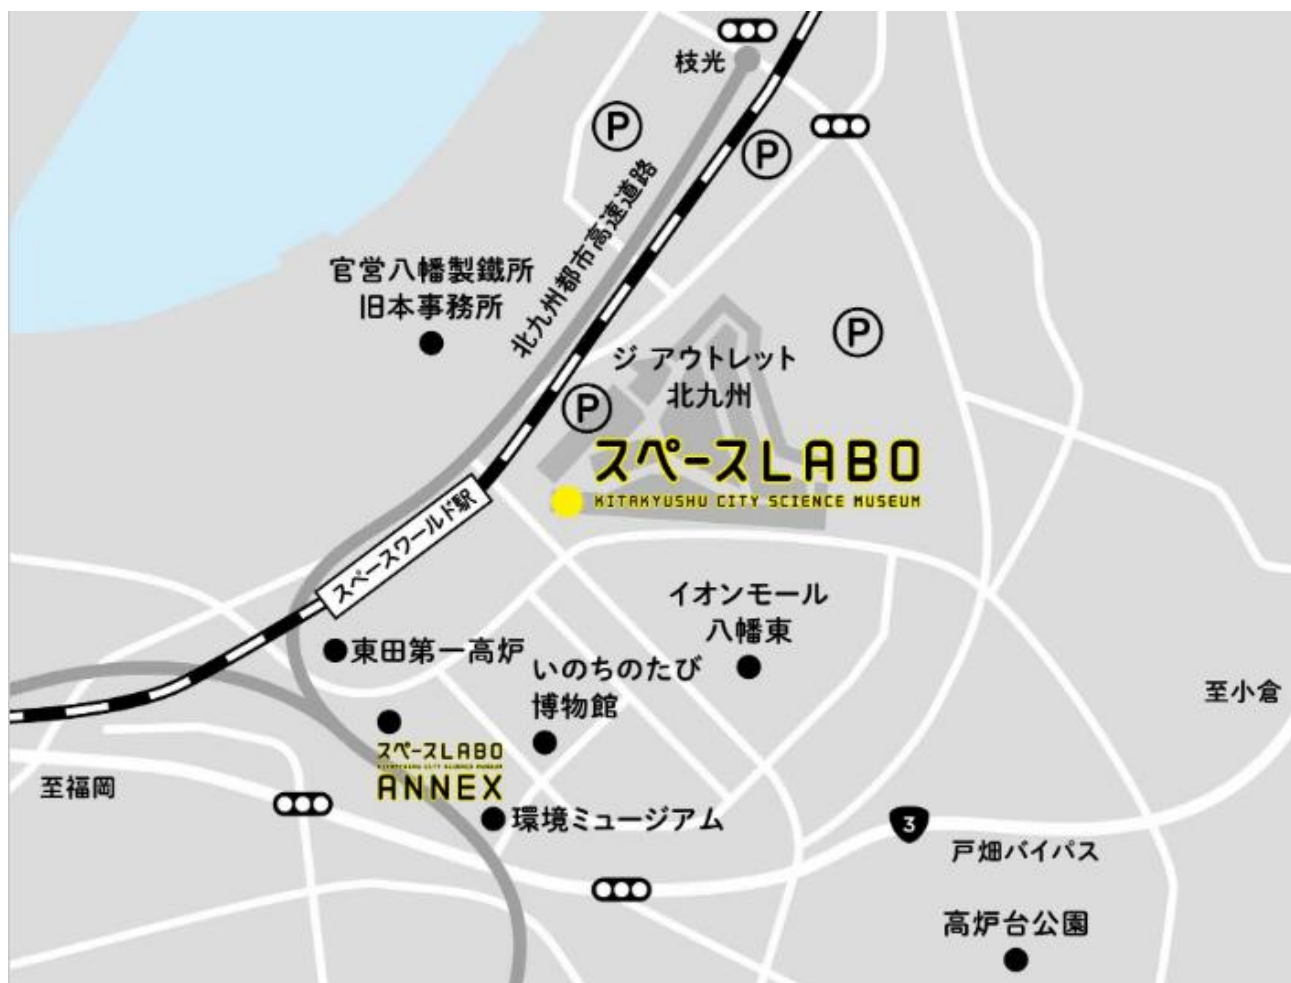 枝光
P
P
北九州都市高速道路
官営八幡製鐵所
旧本事務所
P
ジ アウトレット
北九州
P
スペースLABO
KITAKYUSHU CITY SCIENCE MUSEUM
スペースワールド駅
イオンモール
八幡東
東田第一高炉
いのちのたび
博物館
至小倉
スペースLABO
KITAKYUSHU CITY SCIENCE MUSEUM
ANNEX
至福岡
環境ミュージアム
3
戸畑バイパス
高炉台公園